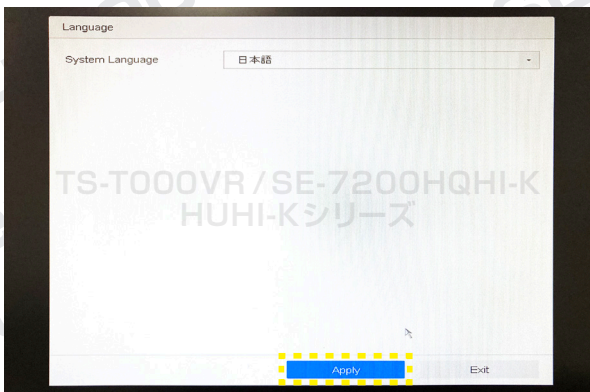 Language
System Language 日本語
TS-T000VR/SE-7200HQHI-K
HUHI-Kシリーズ
Apply Exit